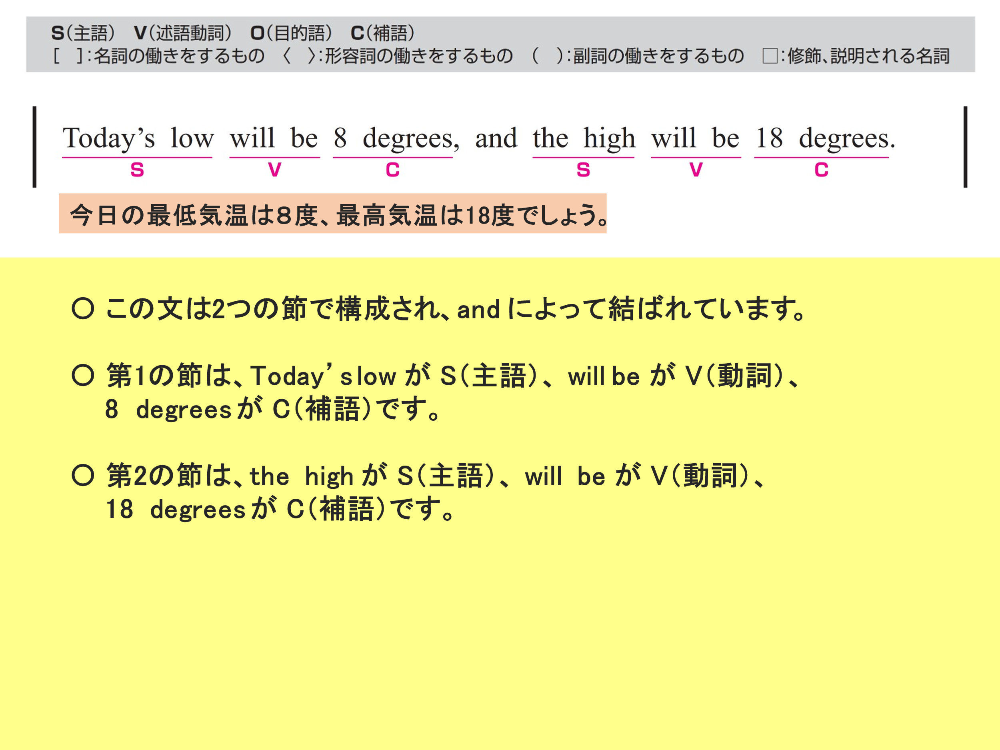 S（主語） V（述語動詞） O（目的語） C（補語）
［ ］：名詞の働きをするもの 〈 〉：形容詞の働きをするもの （ ）：副詞の働きをするもの □：修飾、説明される名詞
Today’s low will be 8 degrees, and the high will be 18 degrees.
S V C S V C
今日の最低気温は８度、最高気温は18度でしょう。
○ この文は2つの節で構成され、and によって結ばれています。
○ 第1の節は、Today’s low が S（主語）、will be が V（動詞）、
8 degrees が C（補語）です。
○ 第2の節は、the high が S（主語）、will be が V（動詞）、
18 degrees が C（補語）です。